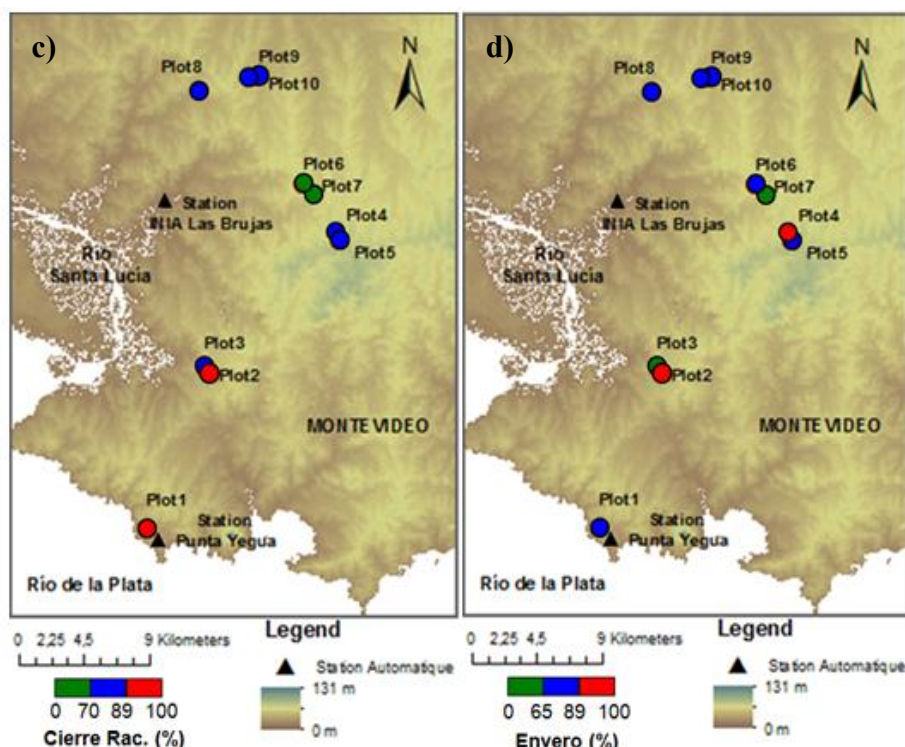 c)
N
Plot8
Plot9
Plot10
Plot6
Plot7
Station
INIA Las Brujas
Plot4
Plot5
Río
Santa Lucia
Plot3
Plot2
MONTEVIDEO
Plot1
Station
Punta Yegua
Río de la Plata
0 2,25 4,5 9 Kilometers
Legend
Station Automatique
131 m
0 m
0 70 89 100
Cierre Rac. (%)
d)
N
Plot8
Plot9
Plot10
Plot6
Plot7
Station
INIA Las Brujas
Plot4
Plot5
Río
Santa Lucia
Plot3
Plot2
MONTEVIDEO
Plot1
Station
Punta Yegua
Río de la Plata
0 2,25 4,5 9 Kilometers
Legend
Station Automatique
131 m
0 m
0 65 89 100
Envero (%)